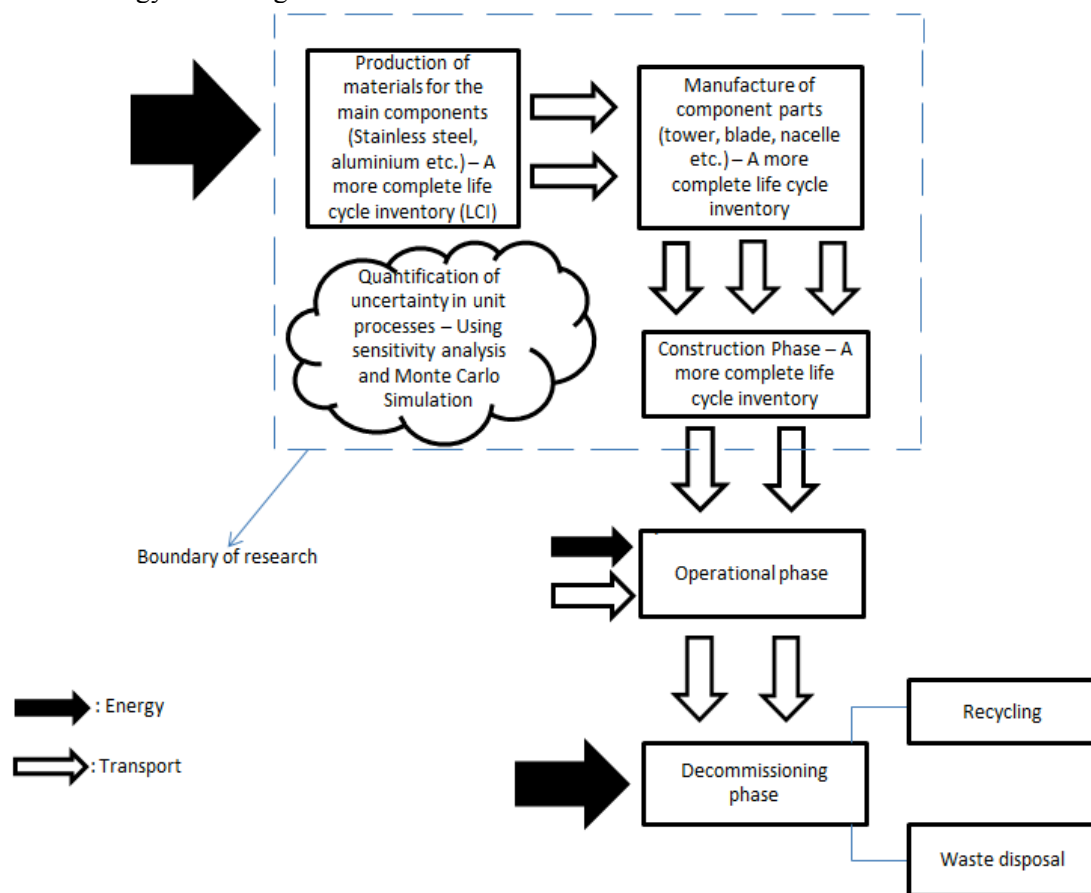 Production of
materials for the
main components
(Stainless steel,
aluminium etc.) – A
more complete life
cycle inventory (LCI)
Manufacture of
component parts
(tower, blade, nacelle
etc.) – A more
complete life cycle
inventory
Quantification of
uncertainty in unit
processes – Using
sensitivity analysis
and Monte Carlo
Simulation
Construction Phase – A
more complete life
cycle inventory
Boundary of research
Operational phase
: Energy
: Transport
Decommissioning
phase
Recycling
Waste disposal